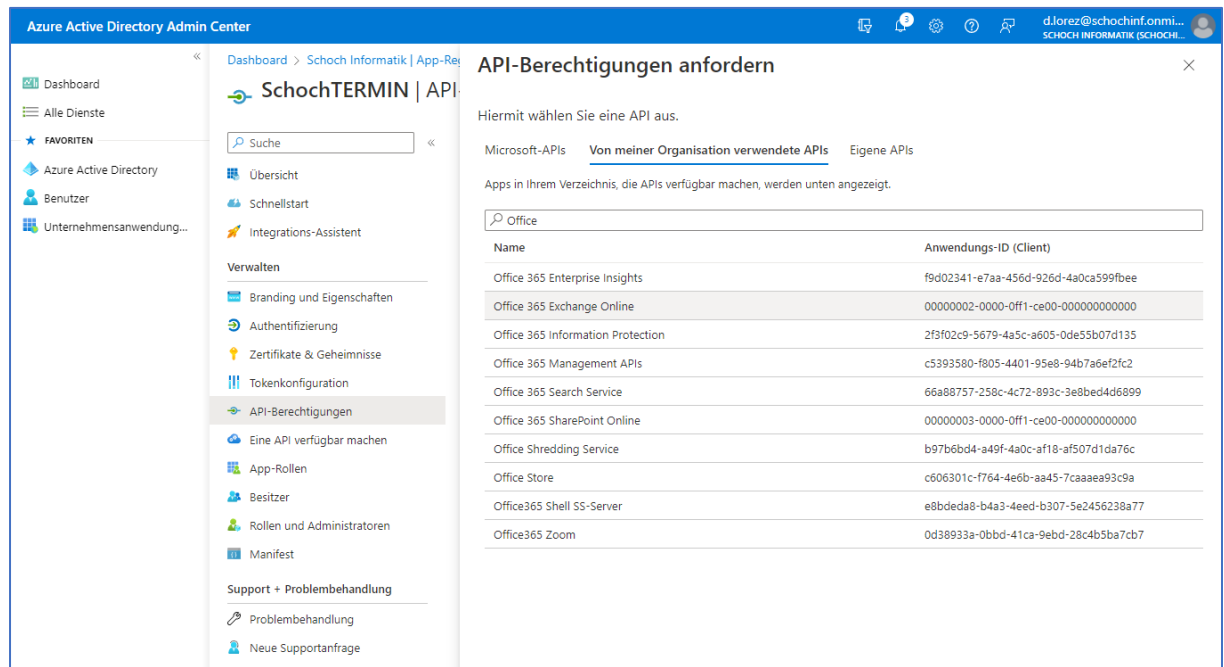 Azure Active Directory Admin Center
3
d.lorez@schochinf.onmi...
SCHOCH INFORMATIK (SCHOCHI...
«
Dashboard
Alle Dienste
FAVORITEN
Azure Active Directory
Benutzer
Unternehmensanwendung...
Dashboard > Schoch Informatik | App-Reg
SchochTERMIN | API-
Suche
«
Übersicht
Schnellstart
Integrations-Assistent
Verwalten
Branding und Eigenschaften
Authentifizierung
Zertifikate & Geheimnisse
Tokenkonfiguration
API-Berechtigungen
Eine API verfügbar machen
App-Rollen
Besitzer
Rollen und Administratoren
Manifest
Support + Problembehandlung
Problembehandlung
Neue Supportanfrage
API-Berechtigungen anfordern
Hiermit wählen Sie eine API aus.
Microsoft-APIs Von meiner Organisation verwendete APIs Eigene APIs
Apps in Ihrem Verzeichnis, die APIs verfügbar machen, werden unten angezeigt.
Office
Name Anwendungs-ID (Client)
Office 365 Enterprise Insights f9d02341-e7aa-456d-926d-4a0ca599fbee
Office 365 Exchange Online 00000002-0000-0ff1-ce00-000000000000
Office 365 Information Protection 2f3f02c9-5679-4a5c-a605-0de55b07d135
Office 365 Management APIs c5393580-f805-4401-95e8-94b7a6ef2fc2
Office 365 Search Service 66a88757-258c-4c72-893c-3e8bed4d6899
Office 365 SharePoint Online 00000003-0000-0ff1-ce00-000000000000
Office Shredding Service b97b6bd4-a49f-4a0c-af18-af507d1da76c
Office Store c606301c-f764-4e6b-aa45-7caaaea93c9a
Office365 Shell SS-Server e8bdeda8-b4a3-4eed-b307-5e2456238a77
Office365 Zoom 0d38933a-0bbd-41ca-9ebd-28c4b5ba7cb7